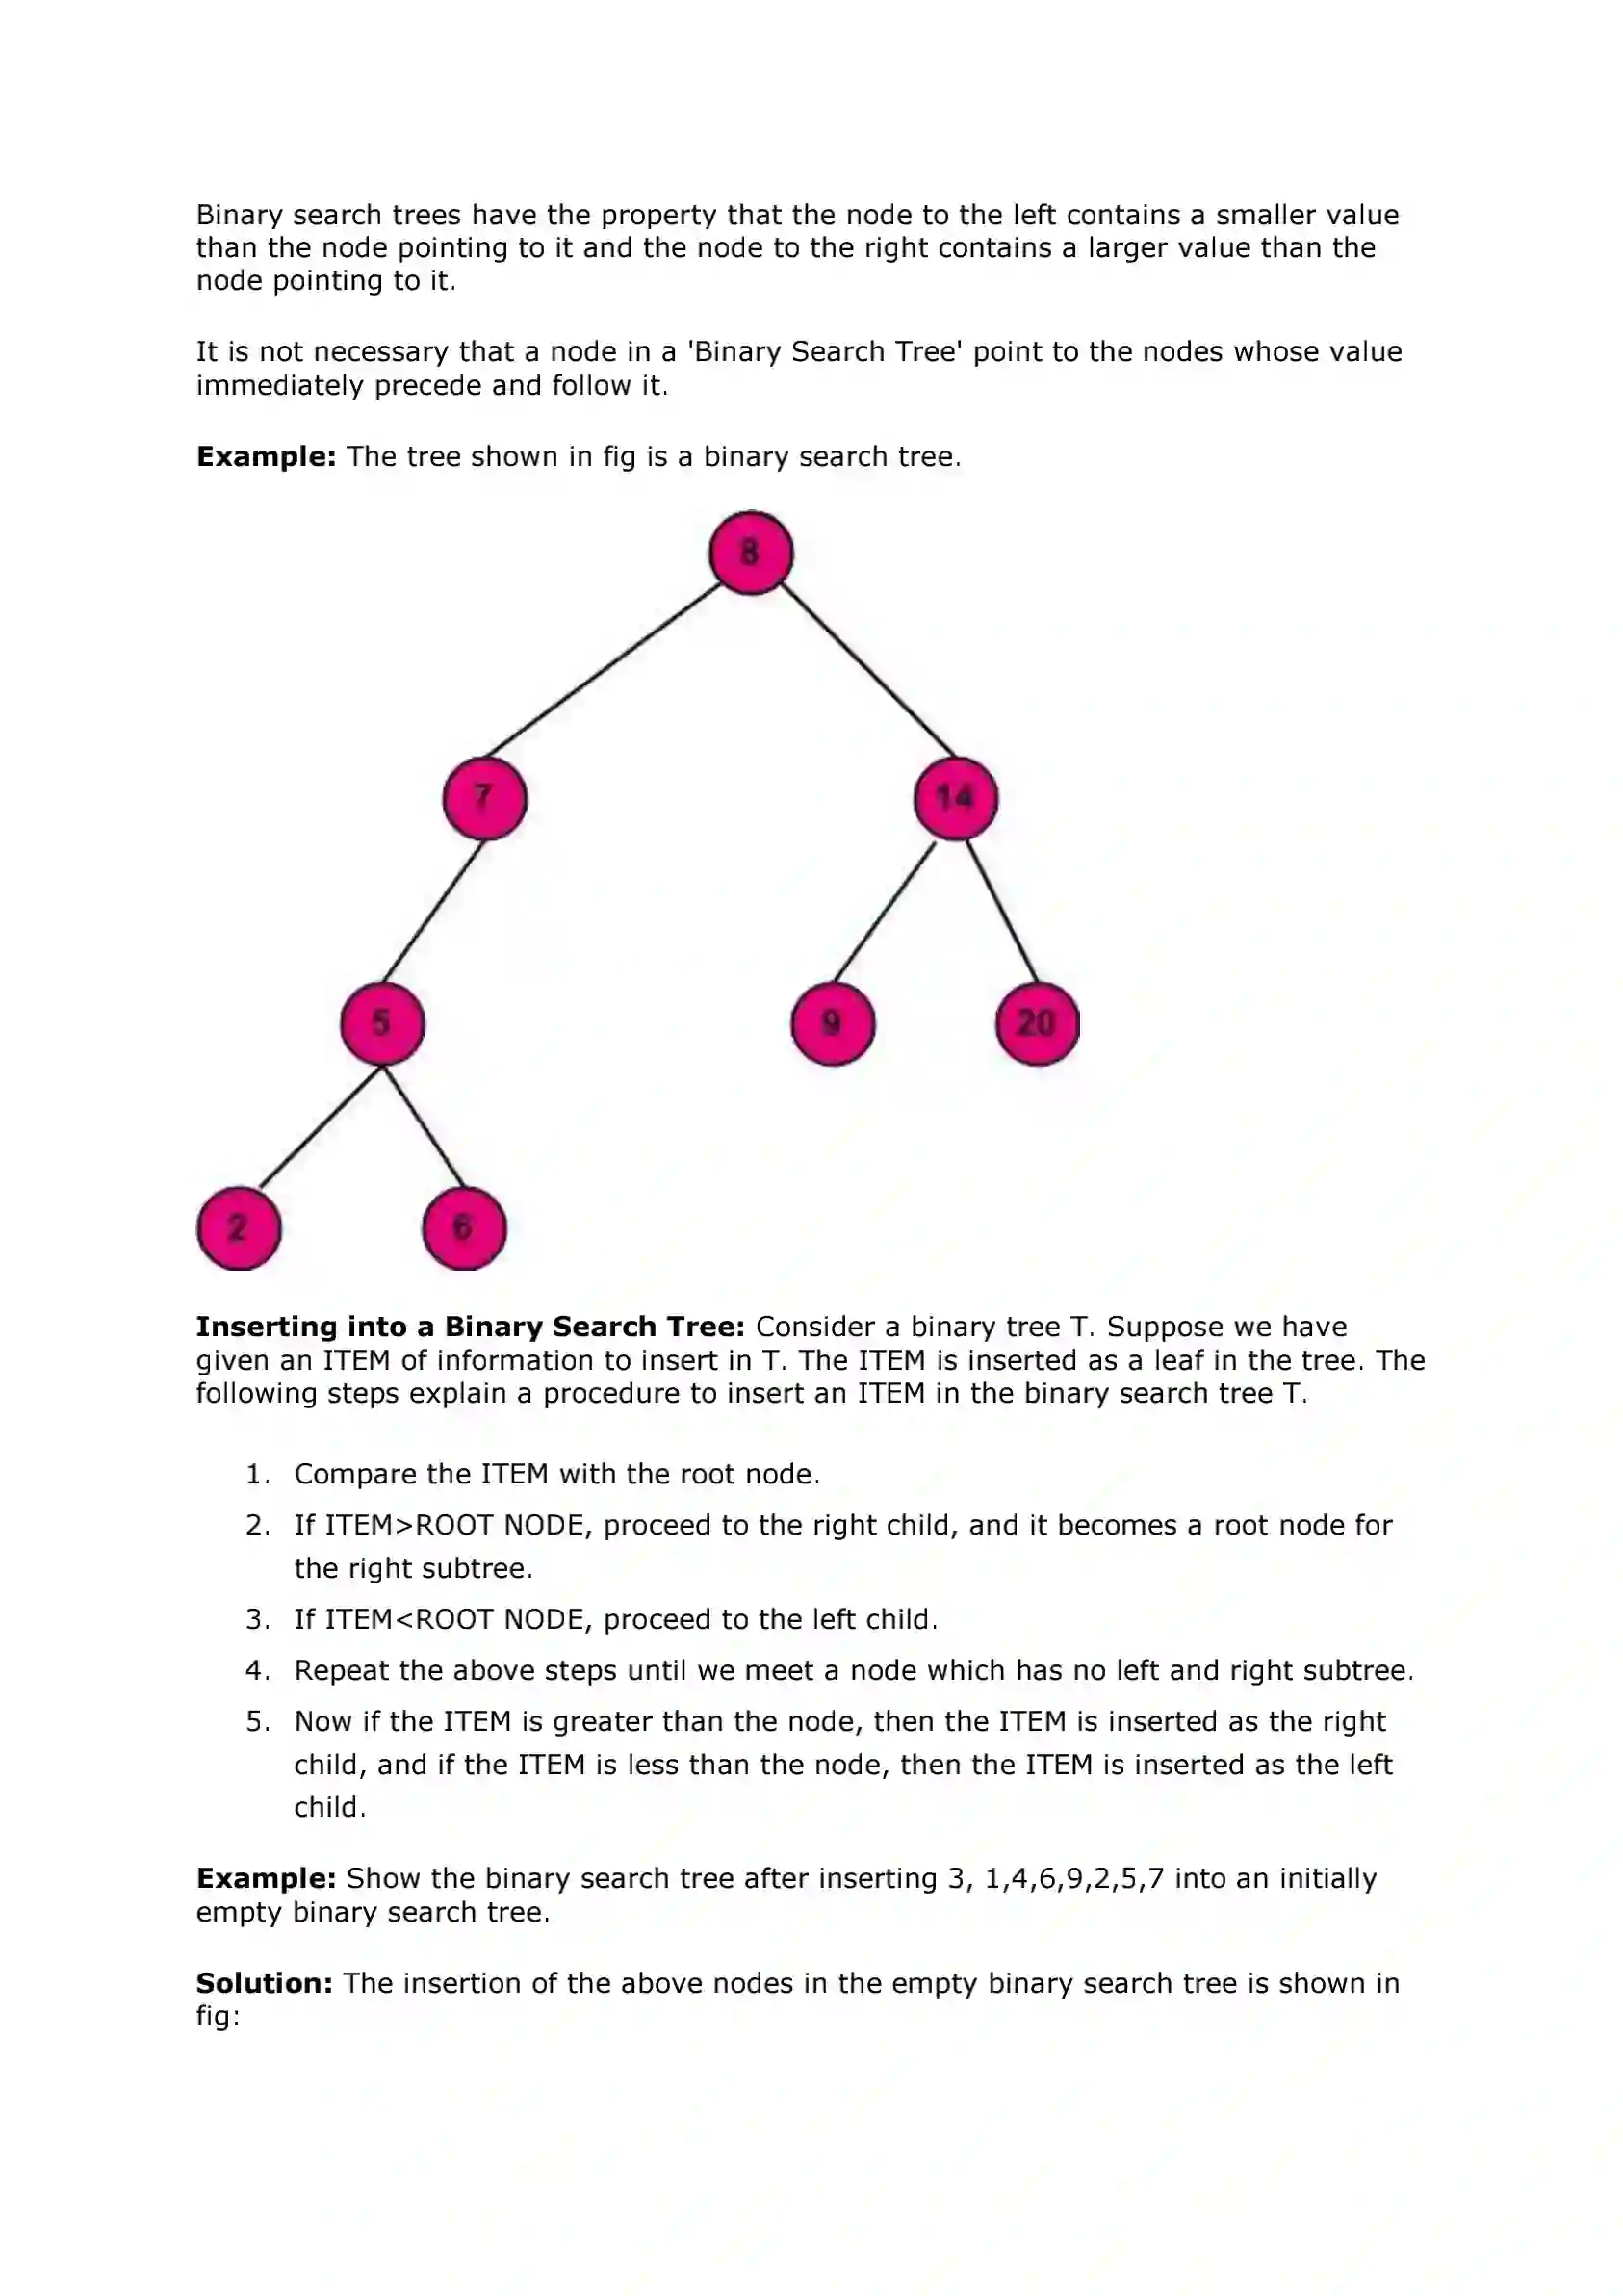 Binary search trees have the property that the node to the left contains a smaller value
than the node pointing to it and the node to the right contains a larger value than the
node pointing to it.
It is not necessary that a node in a 'Binary Search Tree' point to the nodes whose value
immediately precede and follow it.
Example: The tree shown in fig is a binary search tree.
8
7
14
5
9
20
2
6
Inserting into a Binary Search Tree: Consider a binary tree T. Suppose we have
given an ITEM of information to insert in T. The ITEM is inserted as a leaf in the tree. The
following steps explain a procedure to insert an ITEM in the binary search tree T.
1. Compare the ITEM with the root node.
2. If ITEM>ROOT NODE, proceed to the right child, and it becomes a root node for
the right subtree.
3. If ITEM<ROOT NODE, proceed to the left child.
4. Repeat the above steps until we meet a node which has no left and right subtree.
5. Now if the ITEM is greater than the node, then the ITEM is inserted as the right
child, and if the ITEM is less than the node, then the ITEM is inserted as the left
child.
Example: Show the binary search tree after inserting 3, 1,4,6,9,2,5,7 into an initially
empty binary search tree.
Solution: The insertion of the above nodes in the empty binary search tree is shown in
fig: